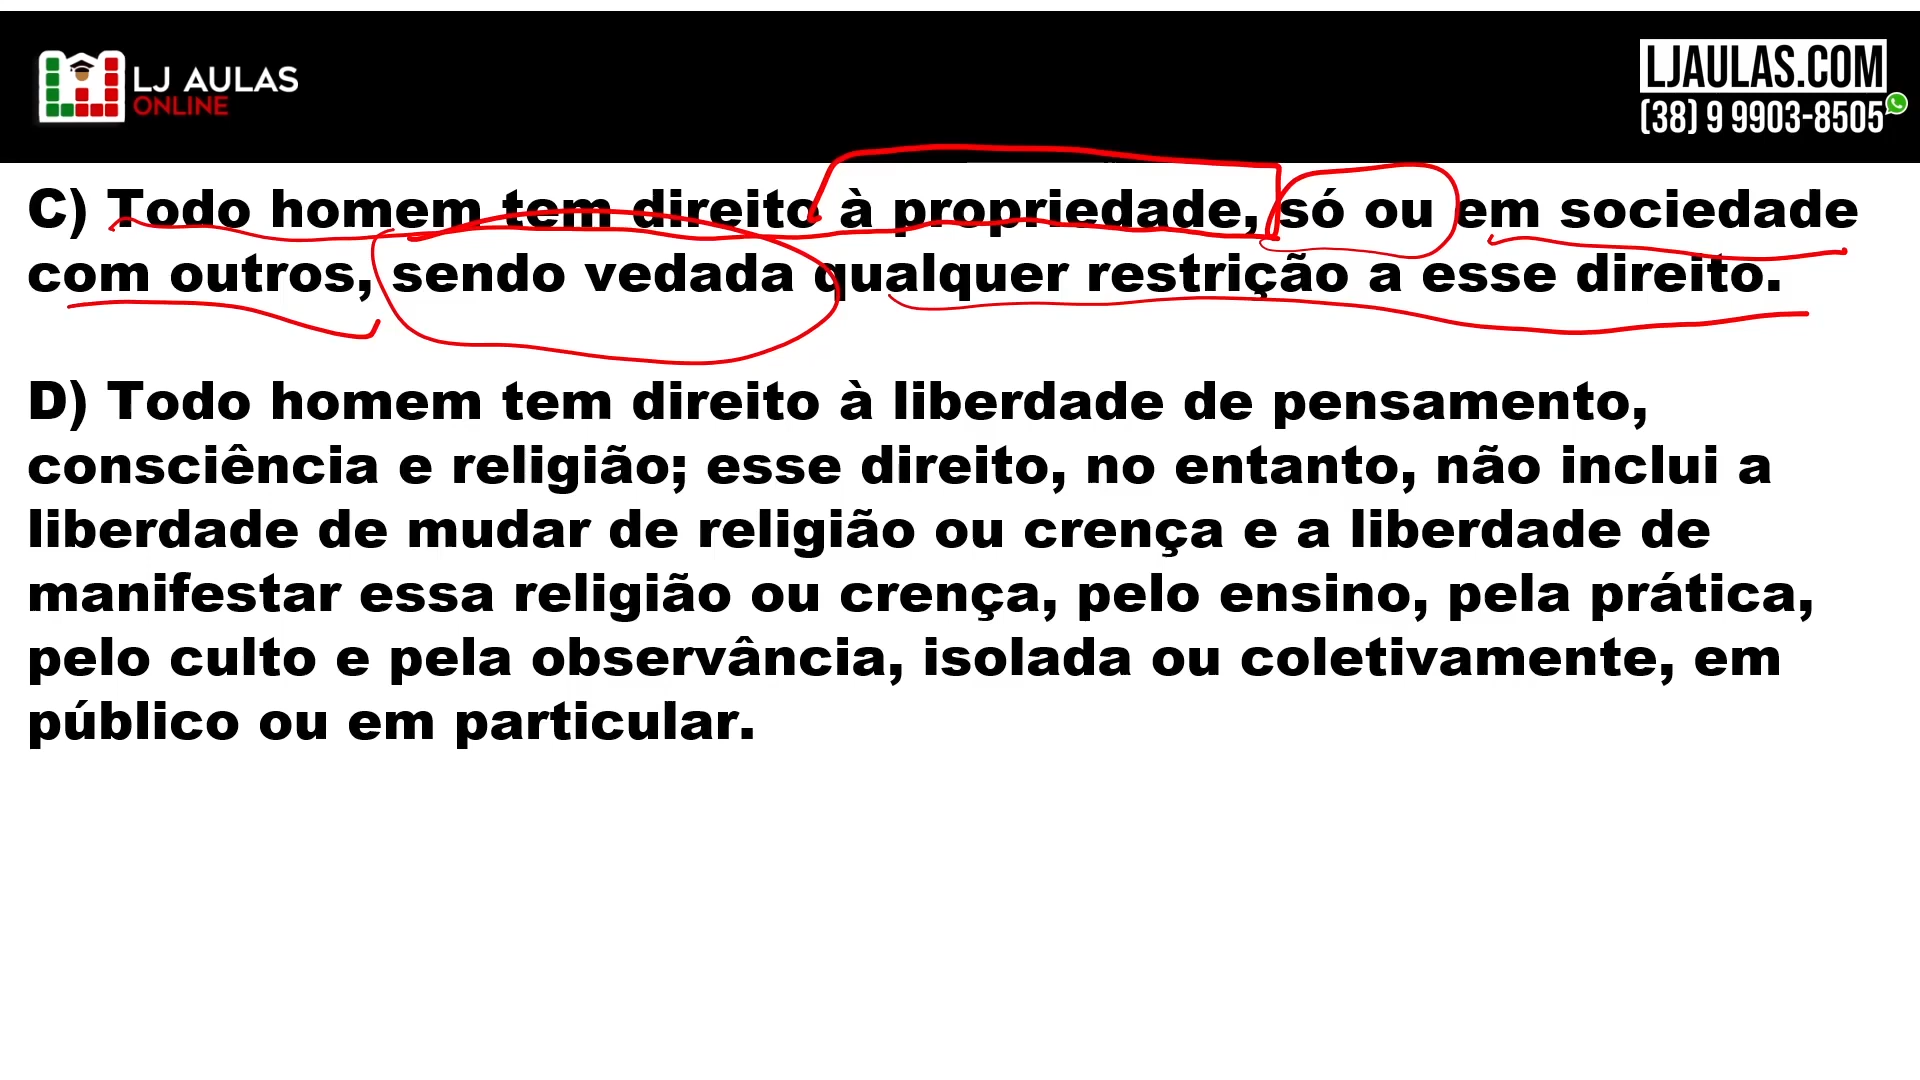 LJ AULAS
ONLINE
LJAULAS.COM
(38) 9 9903-8505
C) Todo homem tem direito à propriedade, só ou em sociedade
com outros, sendo vedada qualquer restrição a esse direito.
D) Todo homem tem direito à liberdade de pensamento,
consciência e religião; esse direito, no entanto, não inclui a
liberdade de mudar de religião ou crença e a liberdade de
manifestar essa religião ou crença, pelo ensino, pela prática,
pelo culto e pela observância, isolada ou coletivamente, em
público ou em particular.